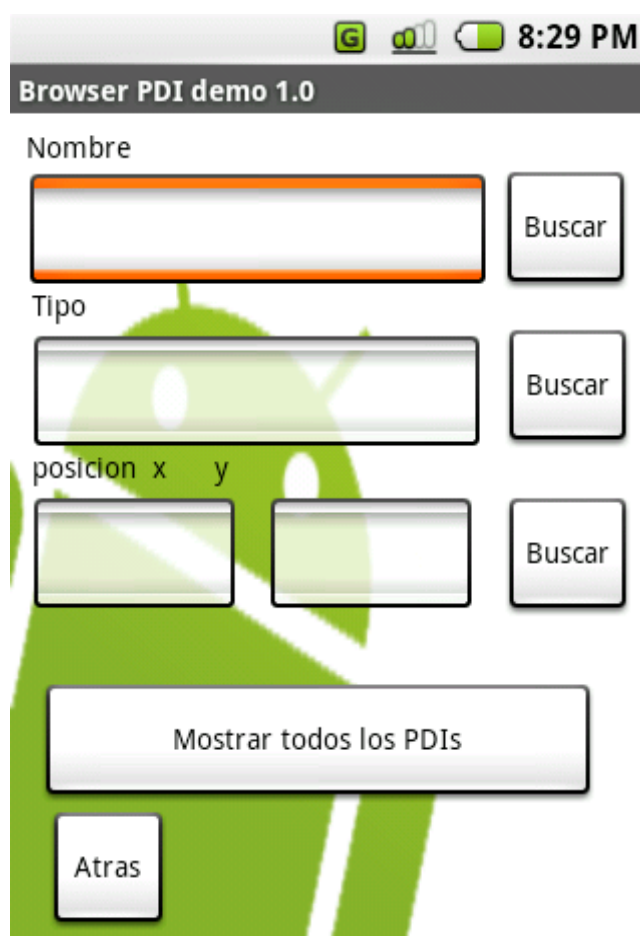 G 8:29 PM
Browser PDI demo 1.0
Nombre
Buscar
Tipo
Buscar
posicion x y
Buscar
Mostrar todos los PDIs
Atras